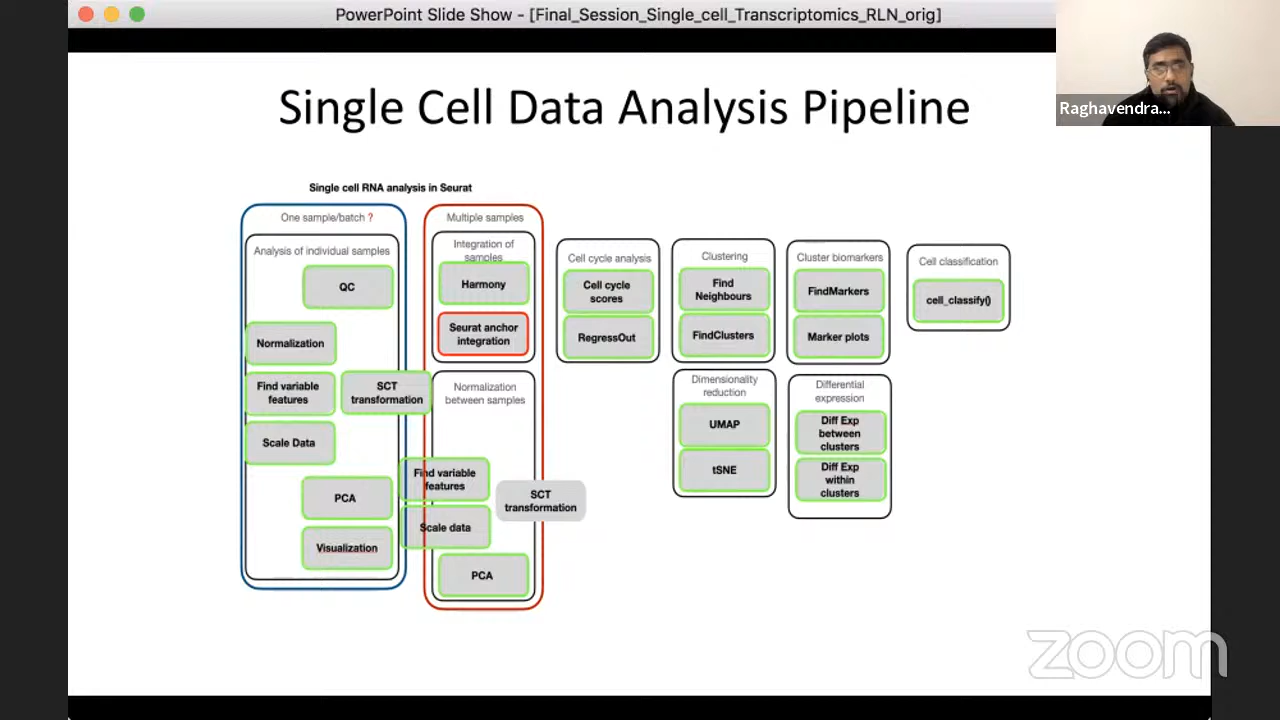 PowerPoint Slide Show - [Final_Session_Single_cell_Transcriptomics_RLN_orig]
Raghavendra...
Single Cell Data Analysis Pipeline
Single cell RNA analysis in Seurat
One sample/batch ?
Analysis of individual samples
QC
Normalization
Find variable
features
SCT
transformation
Scale Data
PCA
Visualization
Multiple samples
Integration of
samples
Harmony
Seurat anchor
integration
Normalization
between samples
Find variable
features
SCT
transformation
Scale data
PCA
Cell cycle analysis
Cell cycle
scores
RegressOut
Clustering
Find
Neighbours
FindClusters
Dimensionality
reduction
UMAP
tSNE
Cluster biomarkers
FindMarkers
Marker plots
Differential
expression
Diff Exp
between
clusters
Diff Exp
within
clusters
Cell classification
cell_classify()
zoom